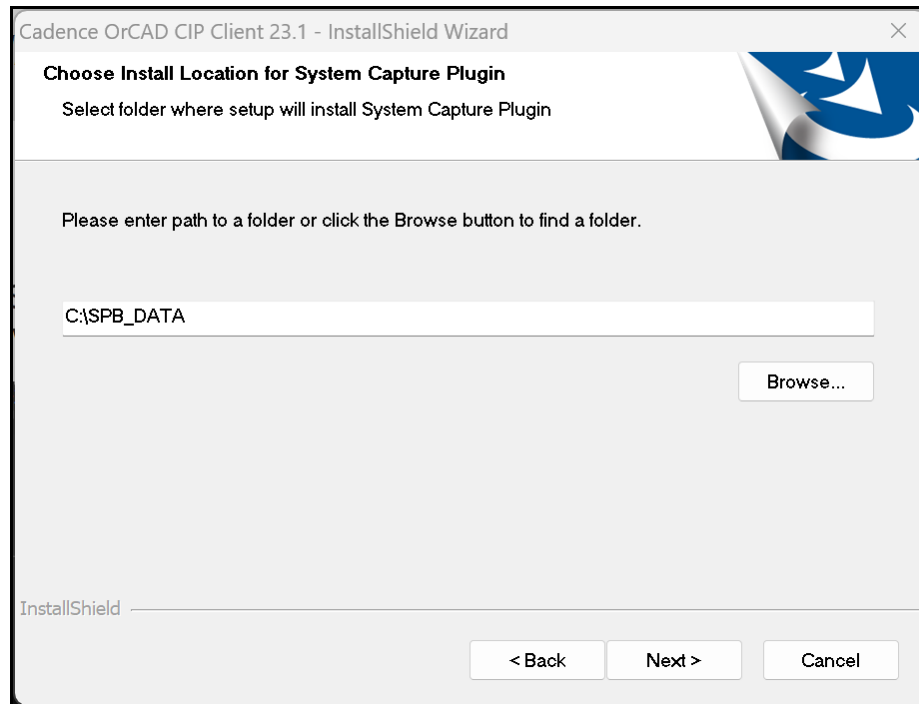 Cadence OrCAD CIP Client 23.1 - InstallShield Wizard
Choose Install Location for System Capture Plugin
Select folder where setup will install System Capture Plugin
Please enter path to a folder or click the Browse button to find a folder.
C:\SPB_DATA
Browse...
InstallShield
< Back
Next >
Cancel